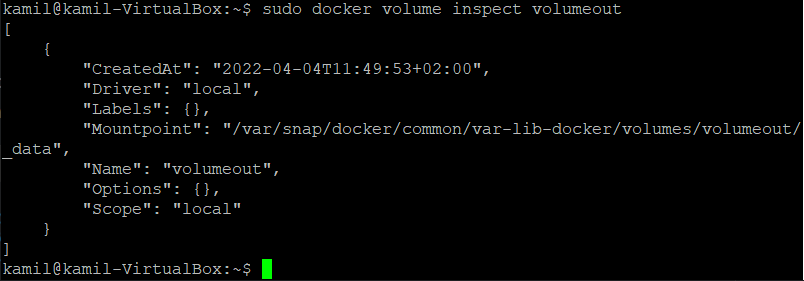 kamil@kamil-VirtualBox:~$ sudo docker volume inspect volumeout
[
    {
        "CreatedAt": "2022-04-04T11:49:53+02:00",
        "Driver": "local",
        "Labels": {},
        "Mountpoint": "/var/snap/docker/common/var-lib-docker/volumes/volumeout/
_data",
        "Name": "volumeout",
        "Options": {},
        "Scope": "local"
    }
]
kamil@kamil-VirtualBox:~$